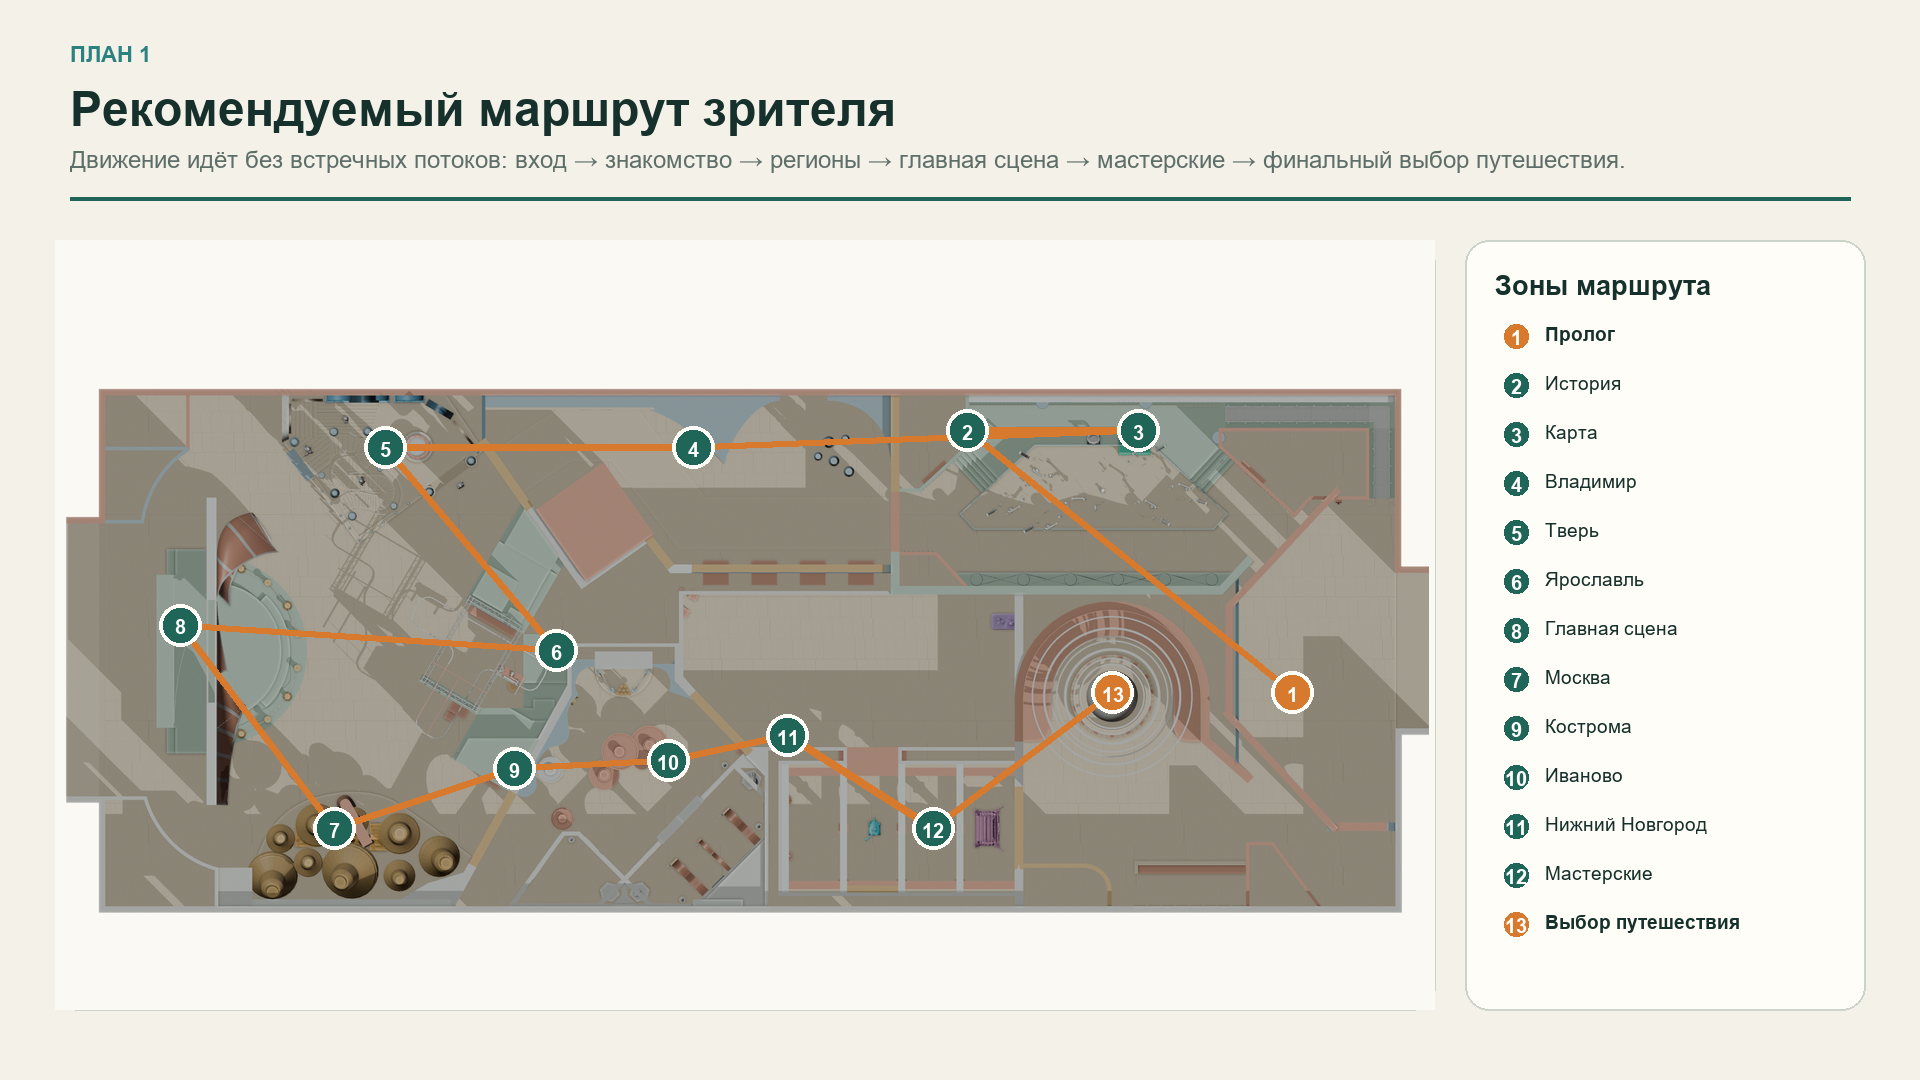 ПЛАН 1
Рекомендуемый маршрут зрителя
Движение идёт без встречных потоков: вход → знакомство → регионы → главная сцена → мастерские → финальный выбор путешествия.
5
4
2
3
8
6
13
1
11
10
9
7
12
Зоны маршрута
1 Пролог
2 История
3 Карта
4 Владимир
5 Тверь
6 Ярославль
8 Главная сцена
7 Москва
9 Кострома
10 Иваново
11 Нижний Новгород
12 Мастерские
13 Выбор путешествия